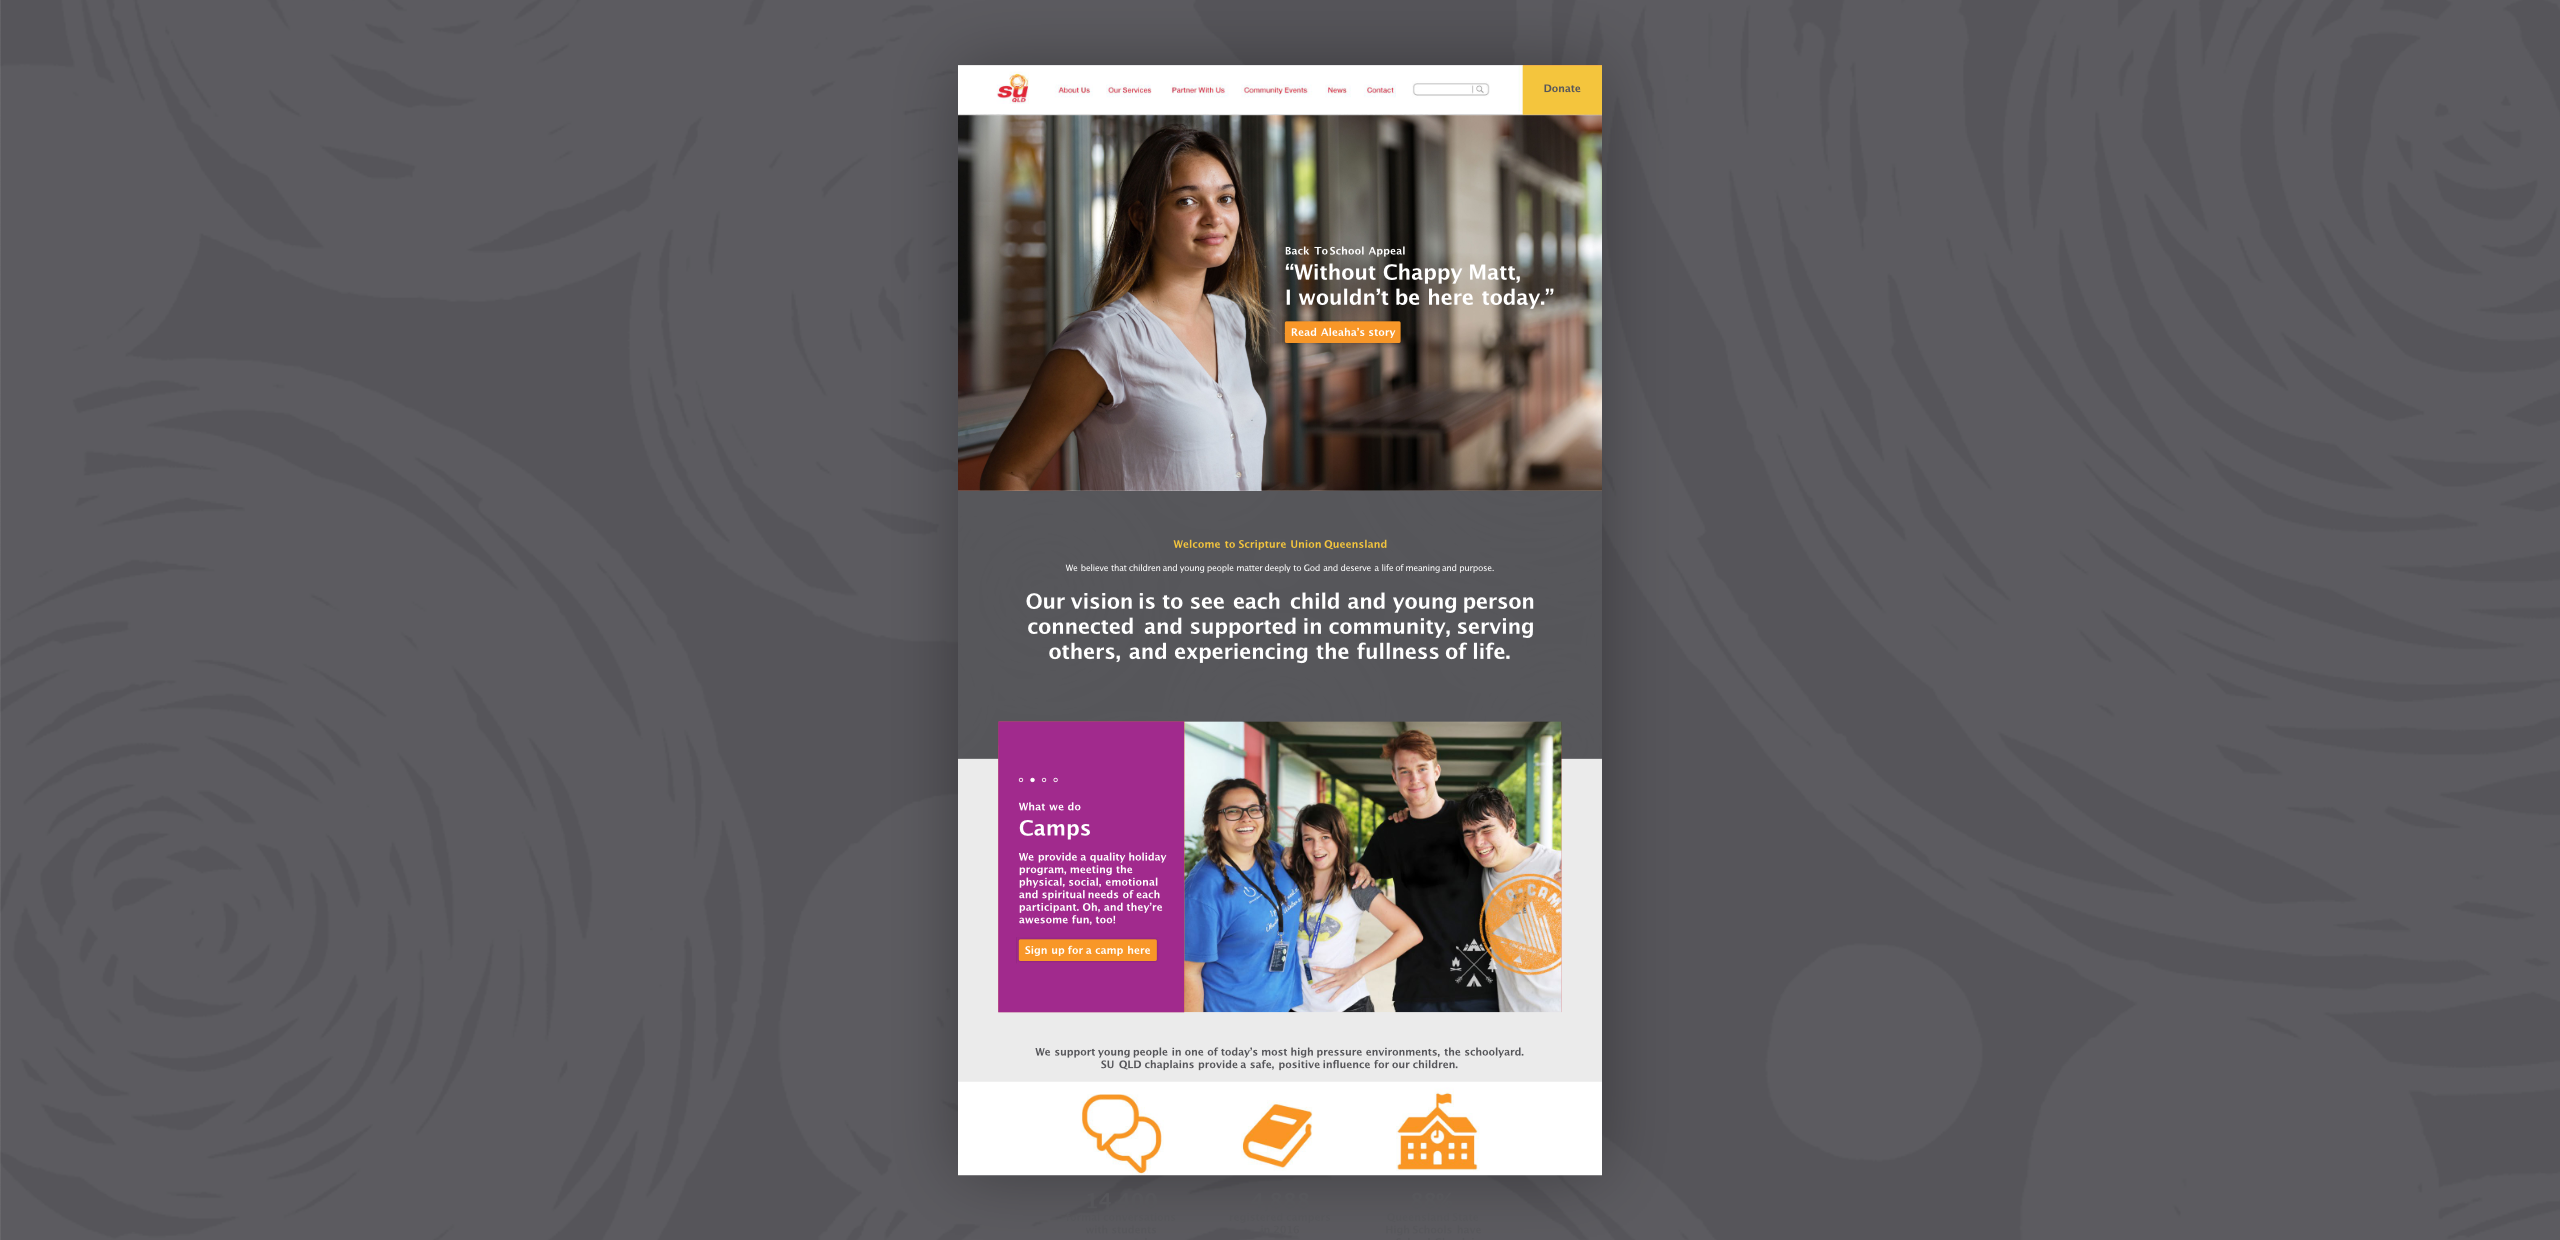 su
QLD
About Us Our Services Partner With Us Community Events News Contact
Donate
Back To School Appeal
“Without Chappy Matt,
I wouldn’t be here today.”
Read Aleaha's story
Welcome to Scripture Union Queensland
We believe that children and young people matter deeply to God and deserve a life of meaning and purpose.
Our vision is to see each child and young person
connected and supported in community, serving
others, and experiencing the fullness of life.
What we do
Camps
We provide a quality holiday
program, meeting the
physical, social, emotional
and spiritual needs of each
participant. Oh, and they're
awesome fun, too!
Sign up for a camp here
We support young people in one of today's most high pressure environments, the schoolyard.
SU QLD chaplains provide a safe, positive influence for our children.